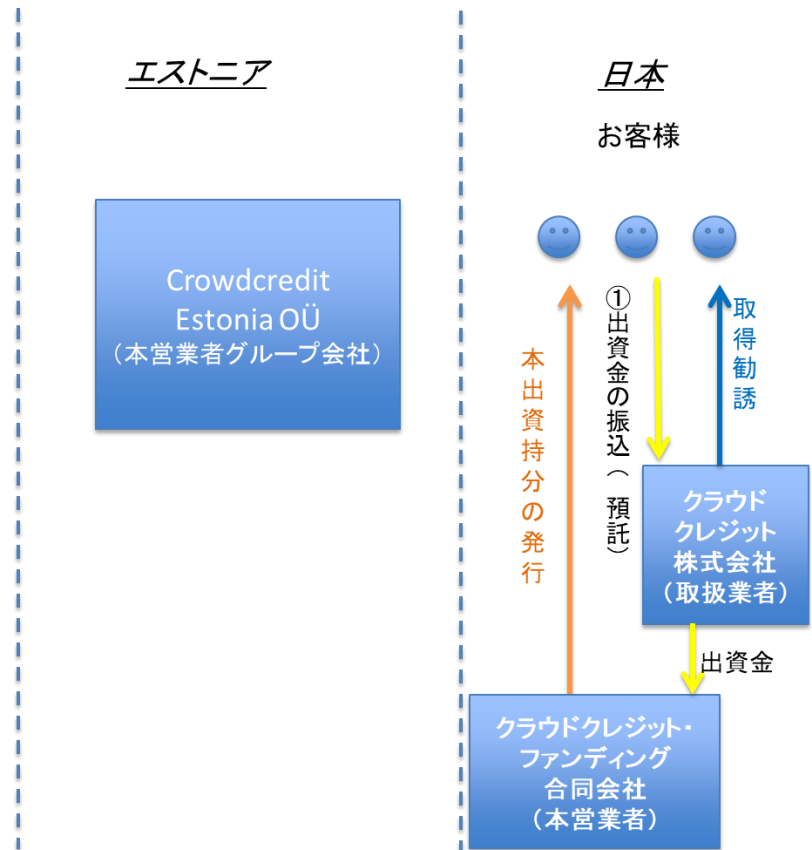 エストニア
日本
お客様
Crowdcredit
Estonia OÜ
（本営業者グループ会社）
本出資持分の発行
①出資金の振込（預託）
取得勧誘
クラウド
クレジット
株式会社
（取扱業者）
出資金
クラウドクレジット・
ファンディング
合同会社
（本営業者）